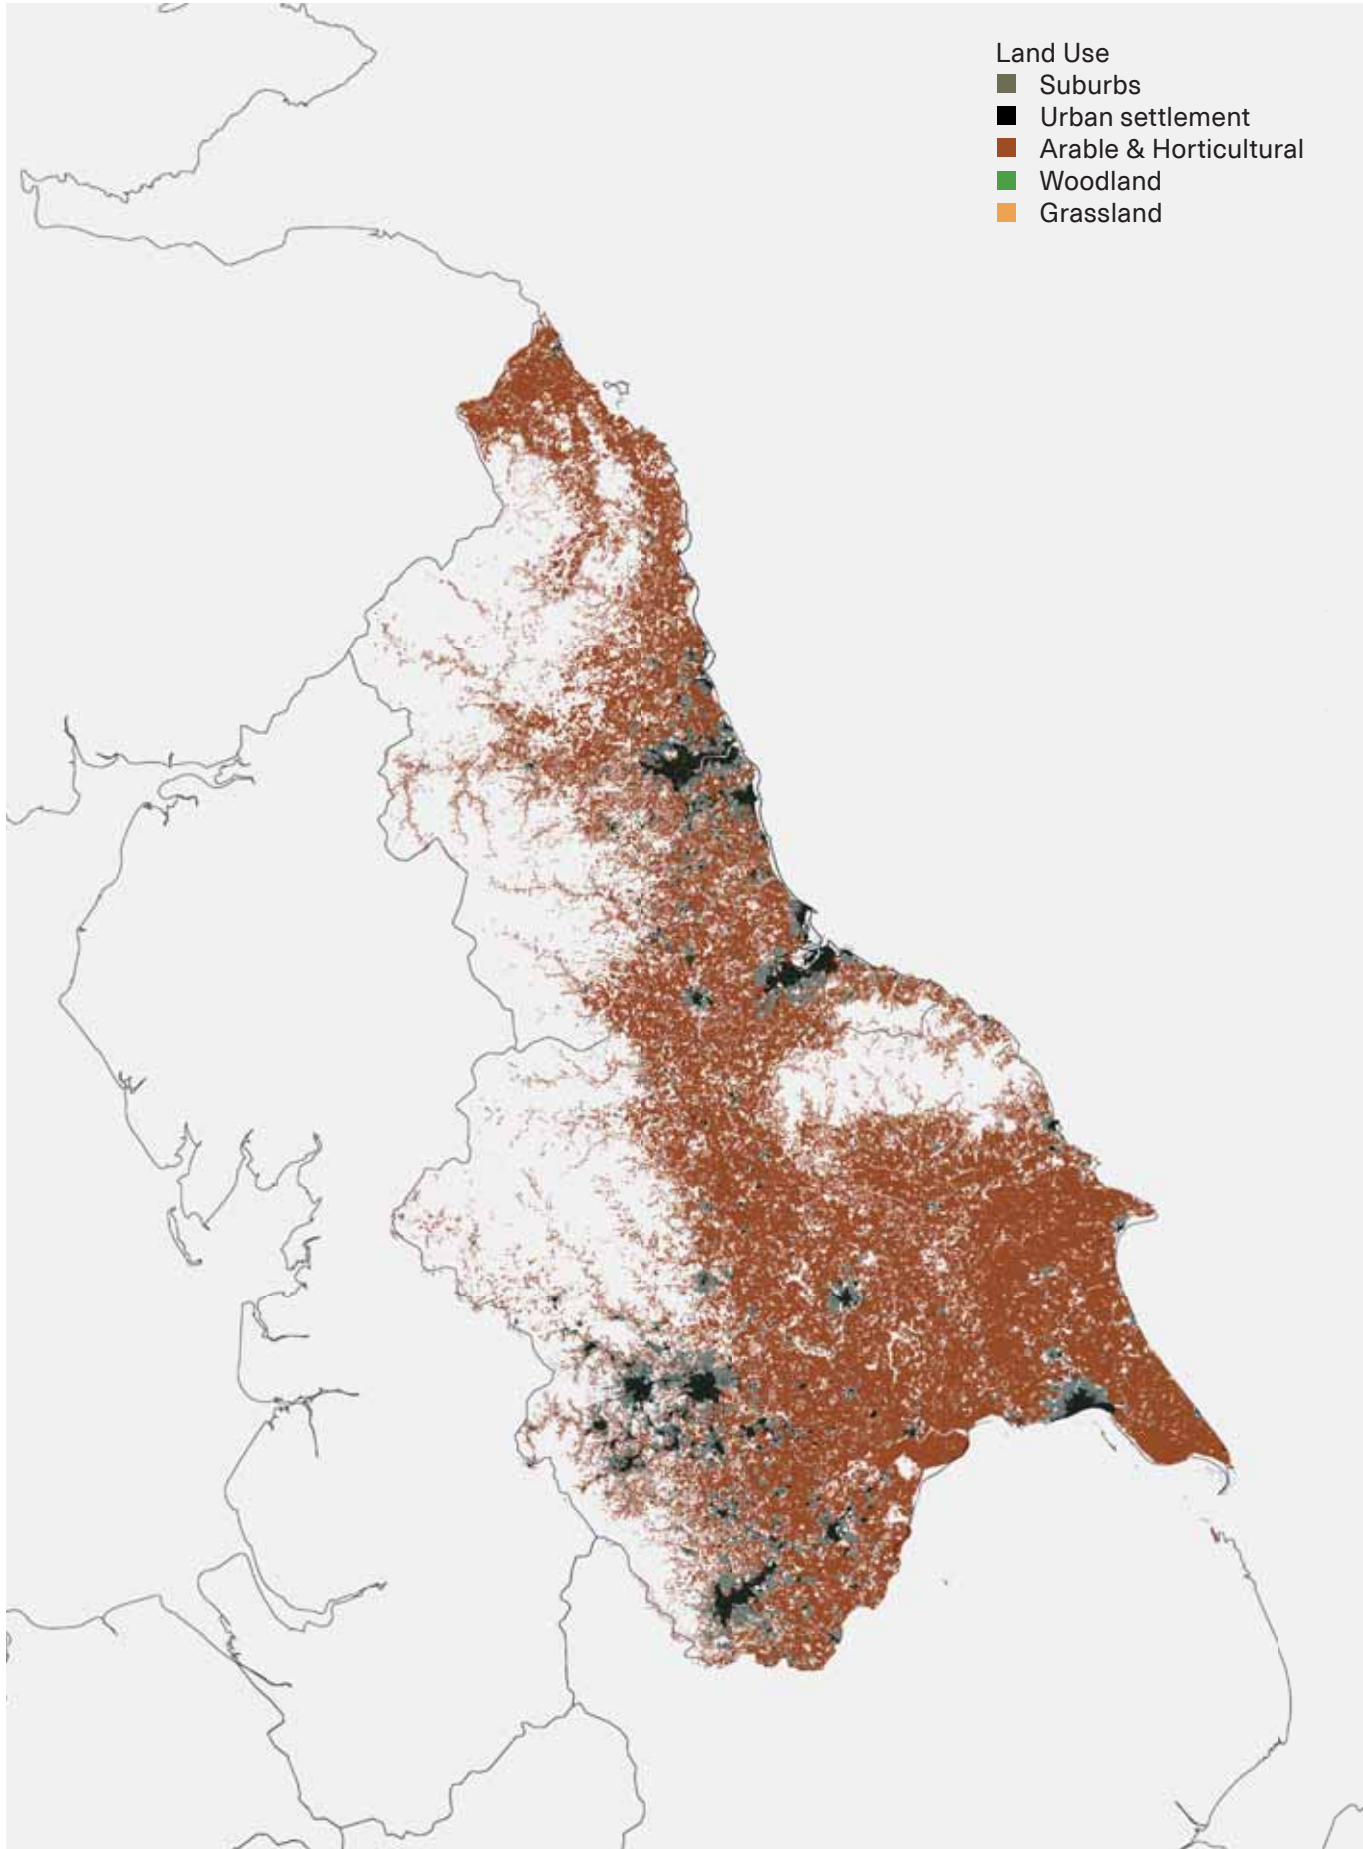 Land Use
Suburbs
Urban settlement
Arable & Horticultural
Woodland
Grassland